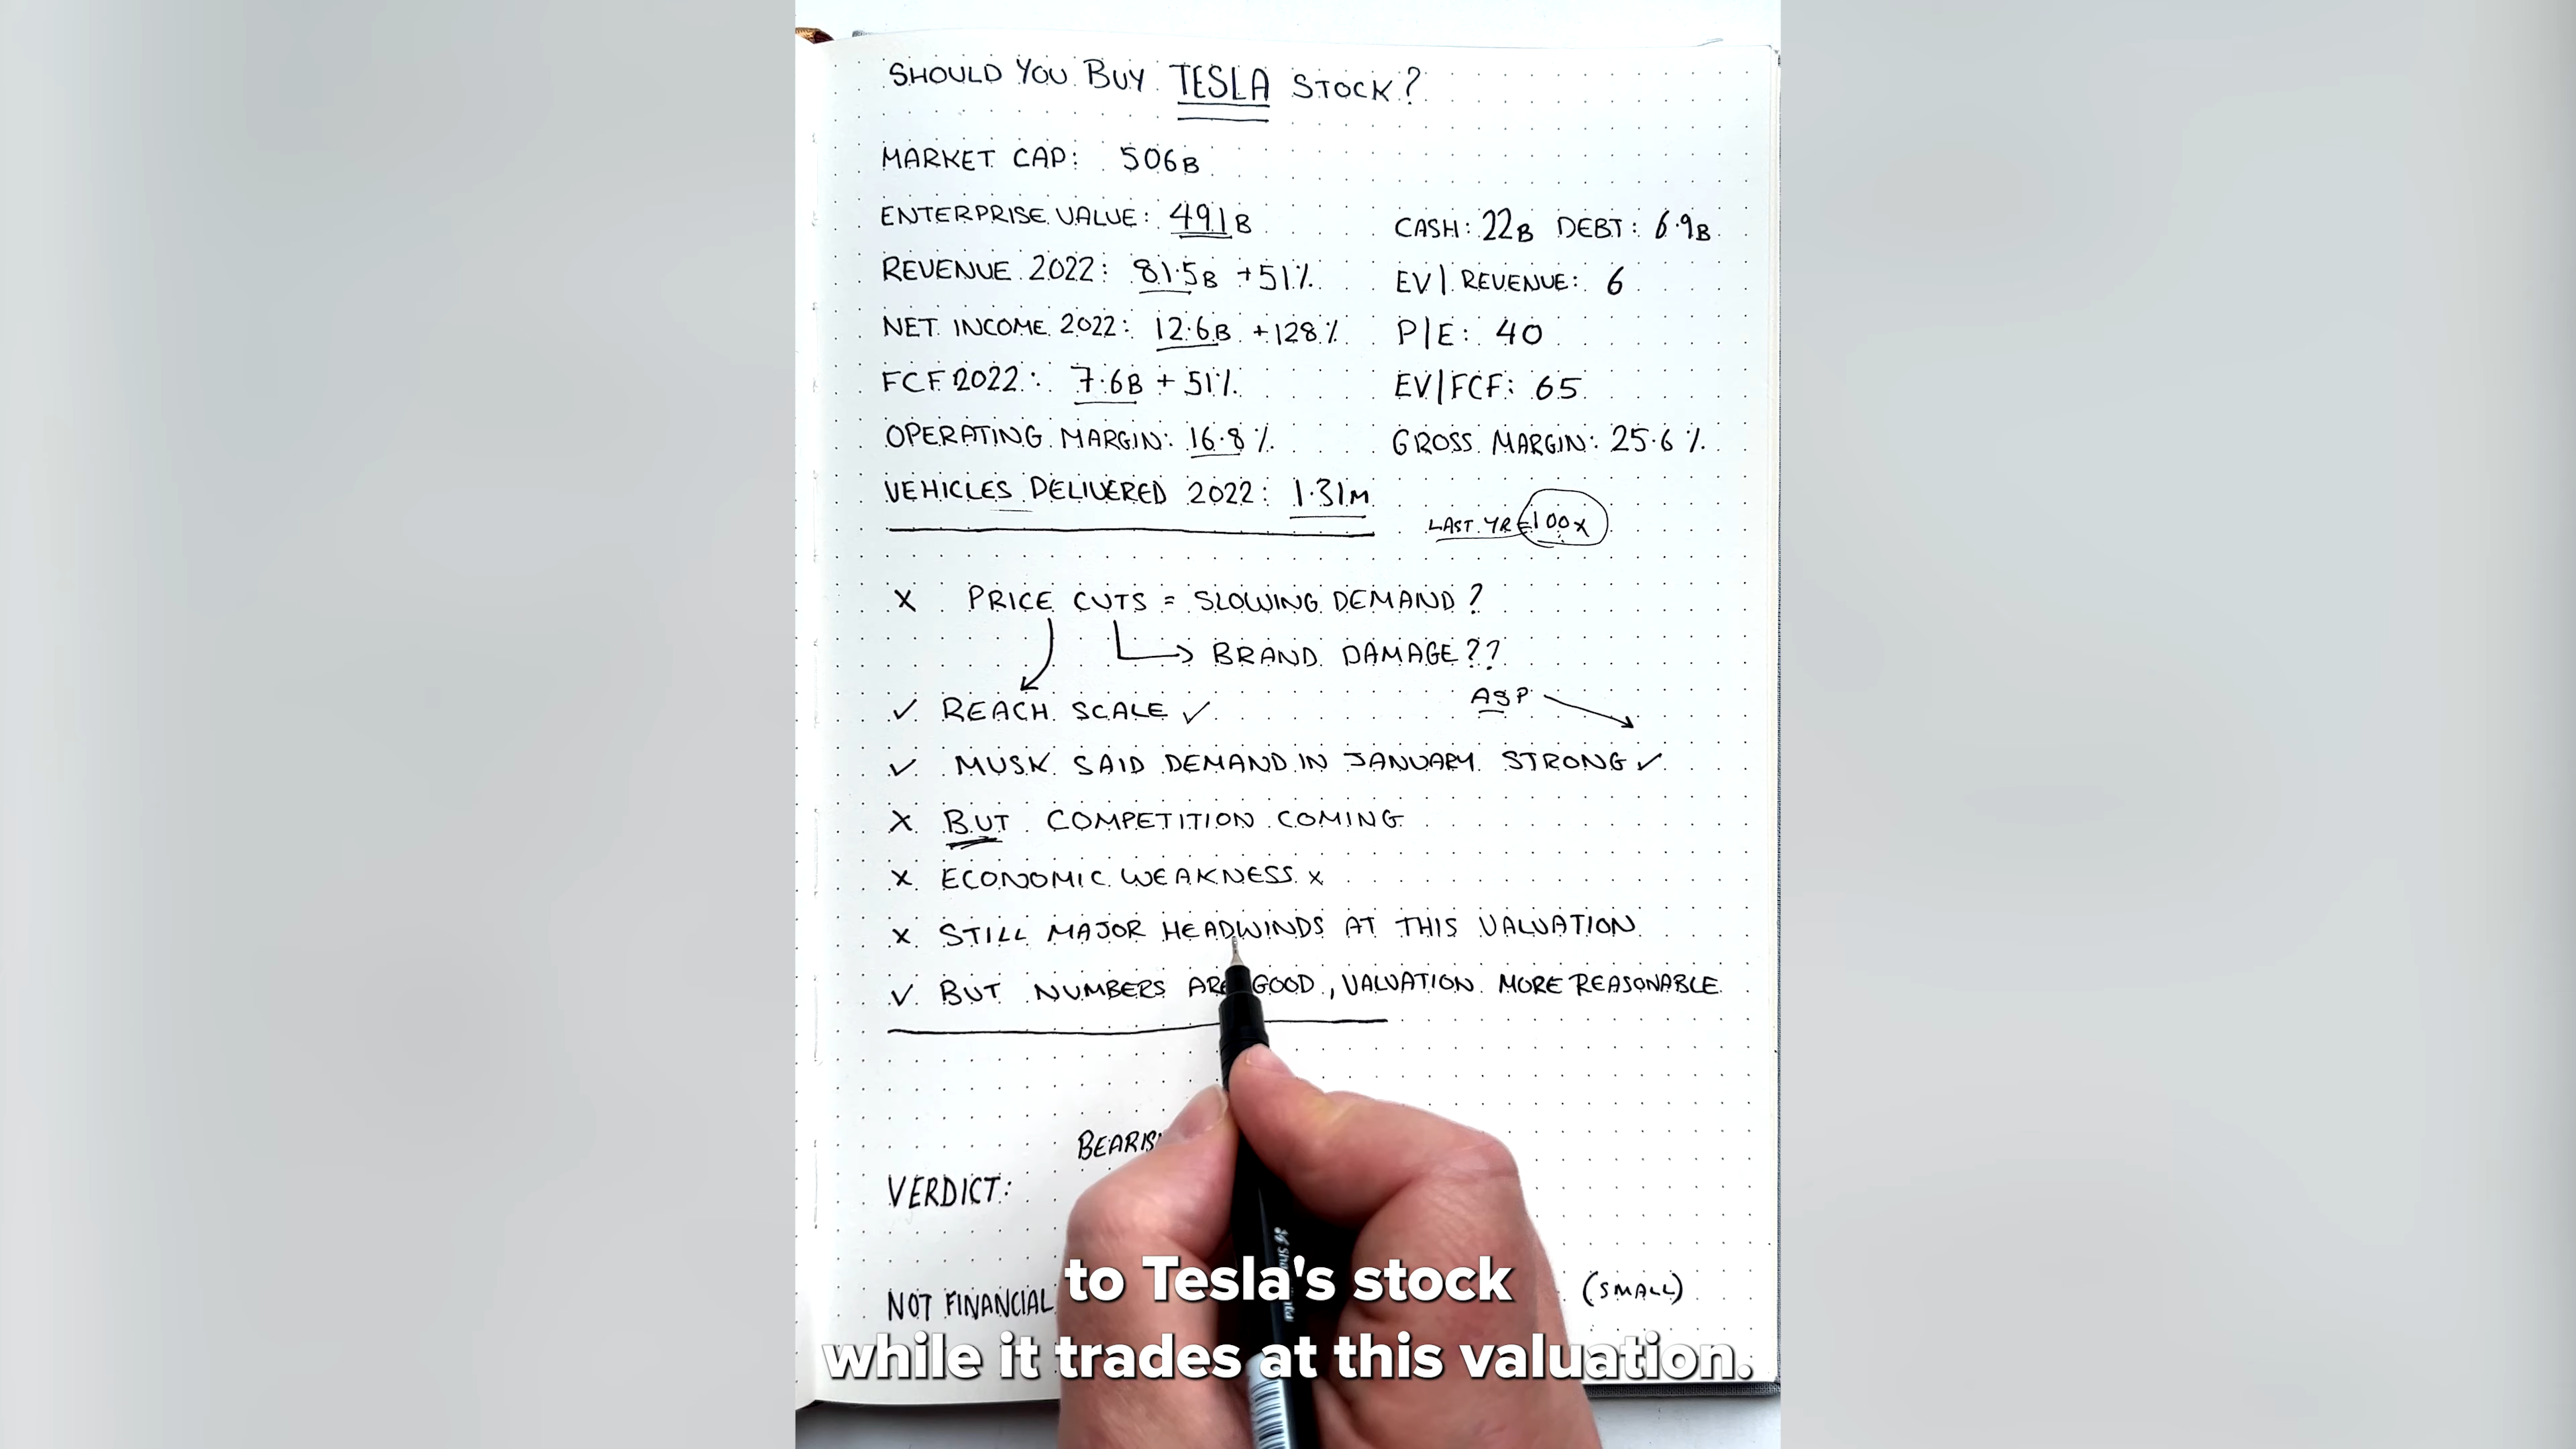 SHOULD YOU BUY TESLA STOCK?
MARKET CAP: 506B
ENTERPRISE VALUE: 491B CASH: 22B DEBT: 6.9B
REVENUE 2022: 81.5B +51% EV | REVENUE: 6
NET INCOME 2022: 12.6B +128% P|E: 40
FCF 2022: 7.6B + 51% EV|FCF: 65
OPERATING MARGIN: 16.8% GROSS MARGIN: 25.6%
VEHICLES DELIVERED 2022: 1.31M
LAST YR = 100x
X PRICE CUTS = SLOWING DEMAND?
BRAND DAMAGE??
ASP
✓ REACH SCALE ✓
✓ MUSK SAID DEMAND IN JANUARY STRONG ✓
X BUT COMPETITION COMING
X ECONOMIC WEAKNESS X
X STILL MAJOR HEADWINDS AT THIS VALUATION
✓ BUT NUMBERS ARE GOOD, VALUATION MORE REASONABLE
VERDICT:
NOT FINANCIAL (SMALL)
to Tesla's stock
while it trades at this valuation.